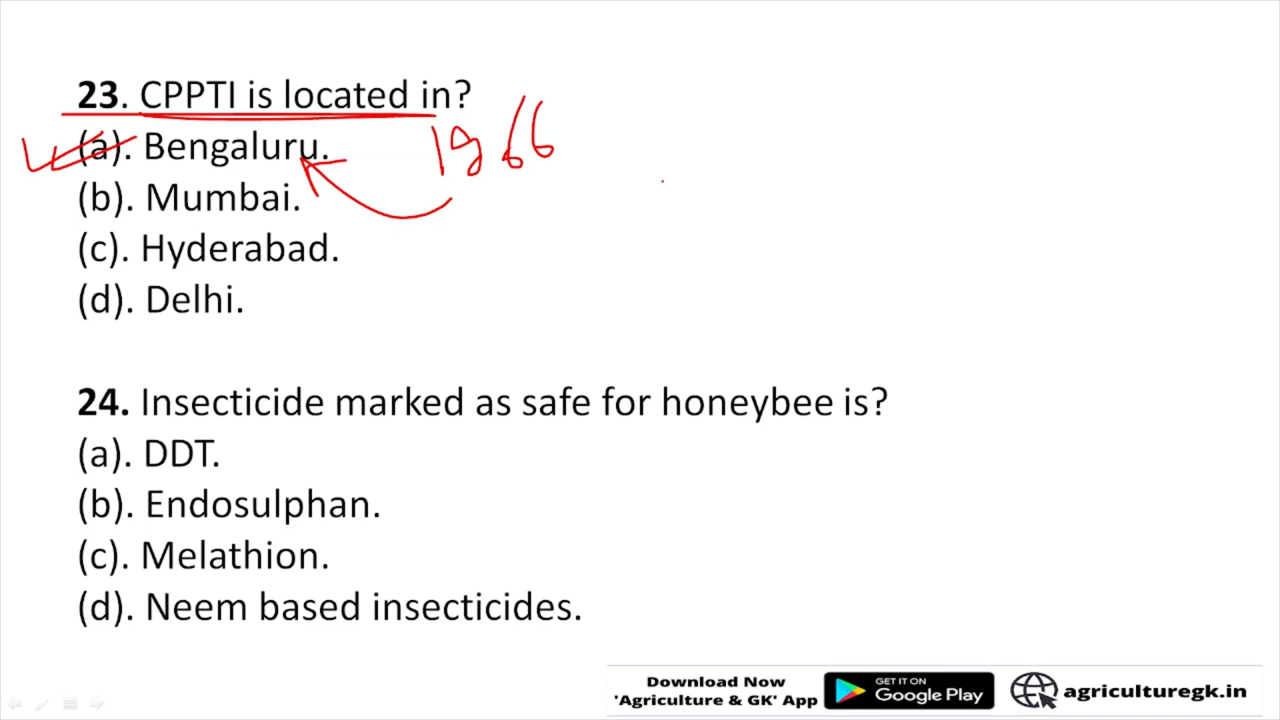 23. CPPTI is located in?
(a). Bengaluru.
1966
(b). Mumbai.
(c). Hyderabad.
(d). Delhi.
24. Insecticide marked as safe for honeybee is?
(a). DDT.
(b). Endosulphan.
(c). Melathion.
(d). Neem based insecticides.
Download Now
'Agriculture & GK' App
GET IT ON
Google Play
agriculturegk.in